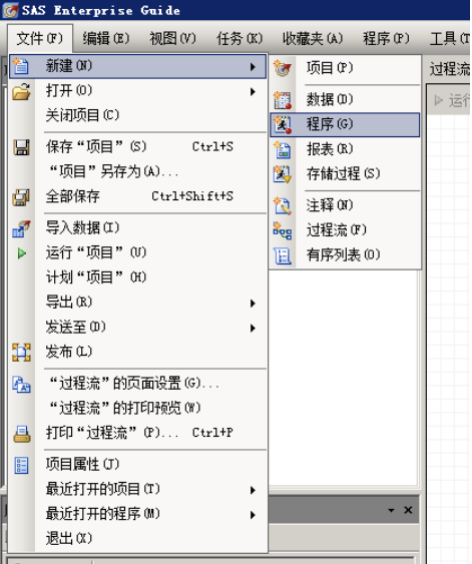 SAS Enterprise Guide
文件(F) 编辑(E) 视图(V) 任务(K) 收藏夹(A) 程序(P) 工具(T
新建(N)
打开(O)
关闭项目(C)
保存“项目”(S) Ctrl+S
“项目”另存为(A)...
全部保存 Ctrl+Shift+S
导入数据(I)
运行“项目”(U)
计划“项目”(H)
导出(R)
发送至(D)
发布(L)
“过程流”的页面设置(G)...
“过程流”的打印预览(W)
打印“过程流”(P)... Ctrl+P
项目属性(J)
最近打开的项目(T)
最近打开的程序(M)
退出(X)
项目(P)
数据(D)
程序(G)
报表(R)
存储过程(S)
注释(N)
过程流(F)
有序列表(O)
过程流
运行